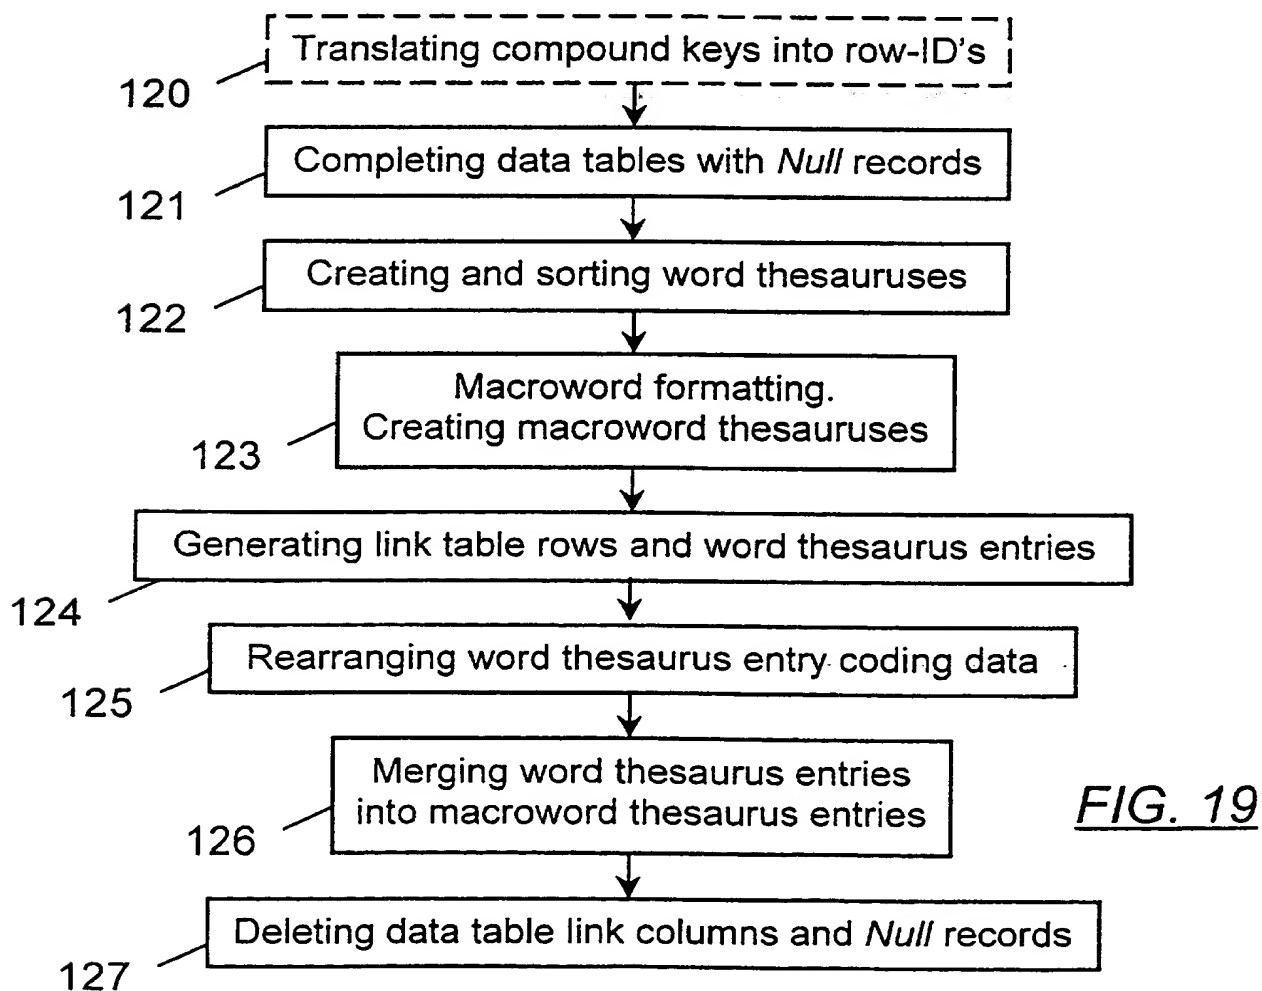 Translating compound keys into row-ID's
120
Completing data tables with Null records
121
Creating and sorting word thesauruses
122
Macroword formatting.
Creating macroword thesauruses
123
Generating link table rows and word thesaurus entries
124
Rearranging word thesaurus entry coding data
125
Merging word thesaurus entries
into macroword thesaurus entries
126
FIG. 19
Deleting data table link columns and Null records
127